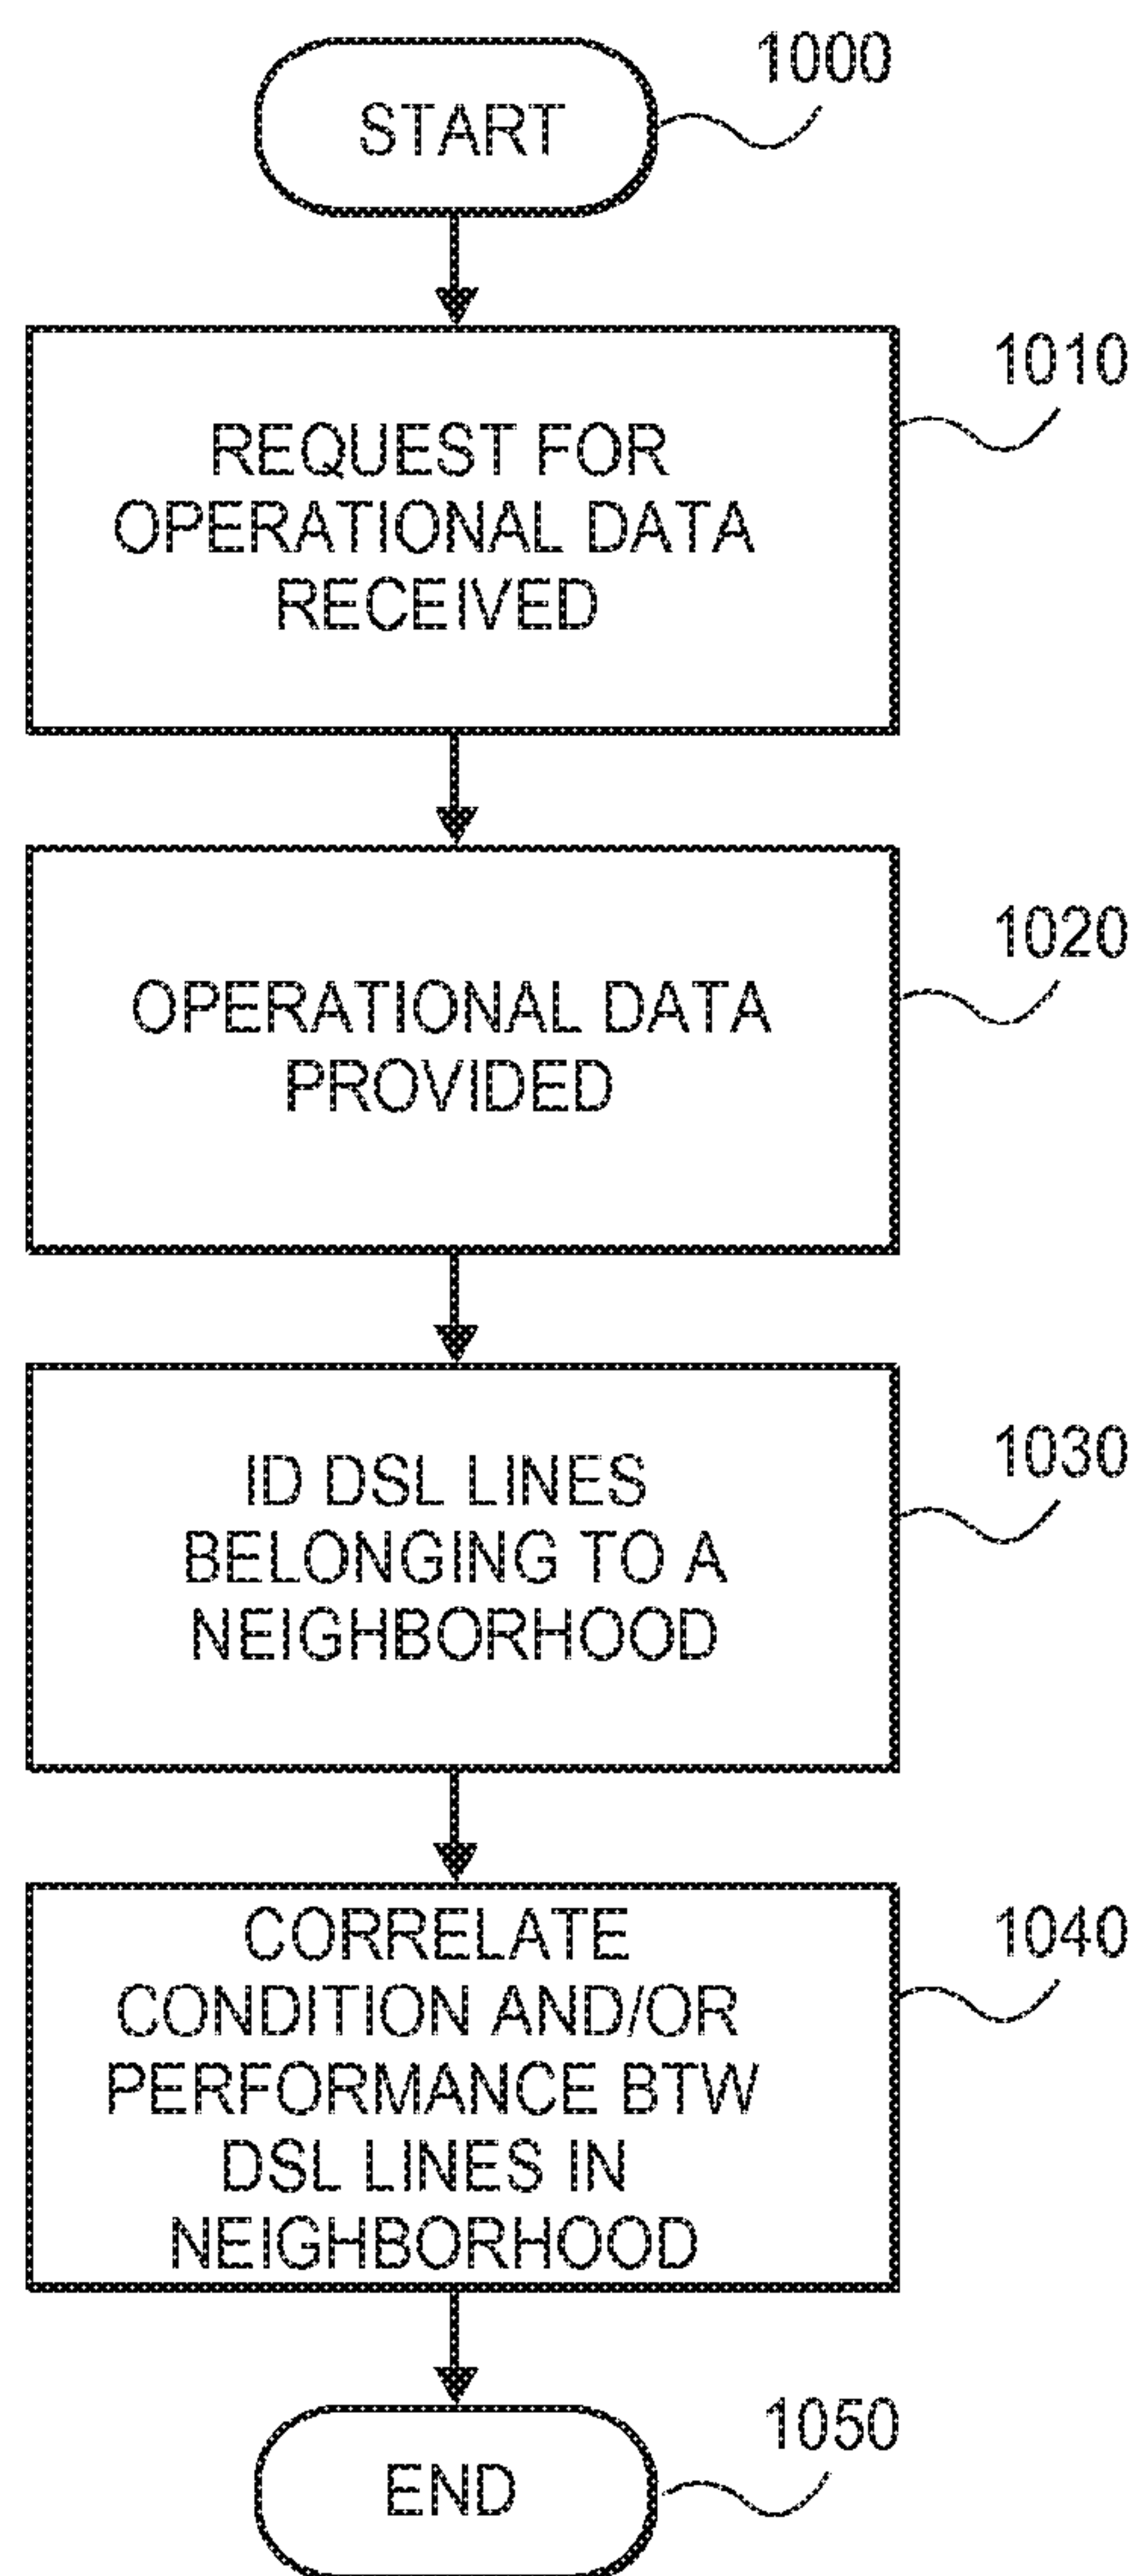 START
1000
REQUEST FOR
OPERATIONAL DATA
RECEIVED
1010
OPERATIONAL DATA
PROVIDED
1020
ID DSL LINES
BELONGING TO A
NEIGHBORHOOD
1030
CORRELATE
CONDITION AND/OR
PERFORMANCE BTW
DSL LINES IN
NEIGHBORHOOD
1040
END
1050